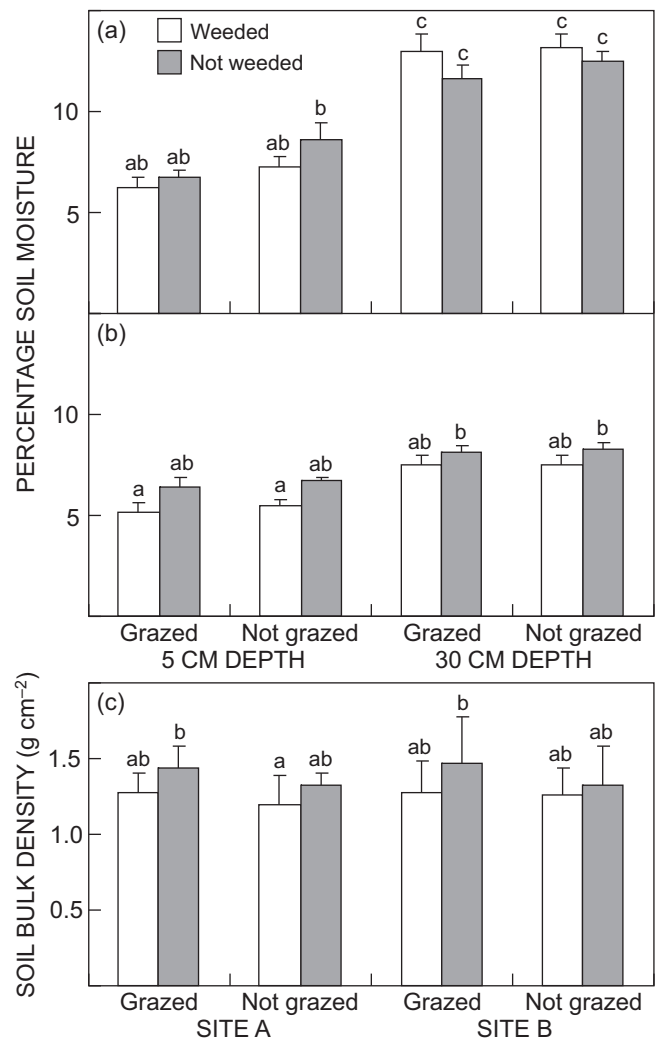 (a)
Weeded
Not weeded
c
c
c
c
10
b
ab
ab
ab
5
PERCENTAGE SOIL MOISTURE
(b)
10
ab
b
ab
b
ab
ab
a
a
5
Grazed
Not grazed
Grazed
Not grazed
5 CM DEPTH
30 CM DEPTH
(c)
b
b
ab
a
ab
ab
ab
ab
1.5
1.0
0.5
SOIL BULK DENSITY (g cm⁻²)
Grazed
Not grazed
Grazed
Not grazed
SITE A
SITE B